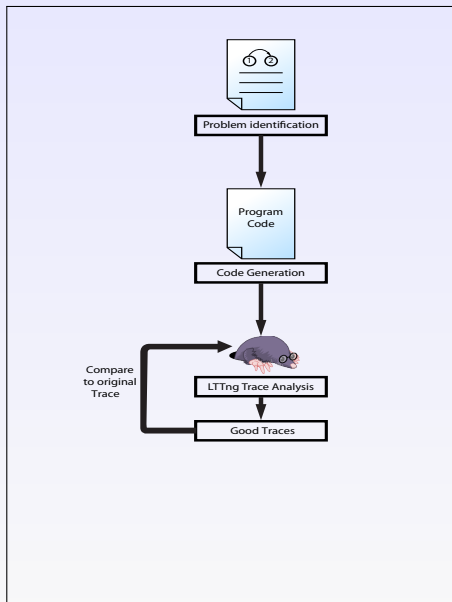 1 2
Problem identification
Program
Code
Code Generation
Compare
to original
Trace
LTTng Trace Analysis
Good Traces